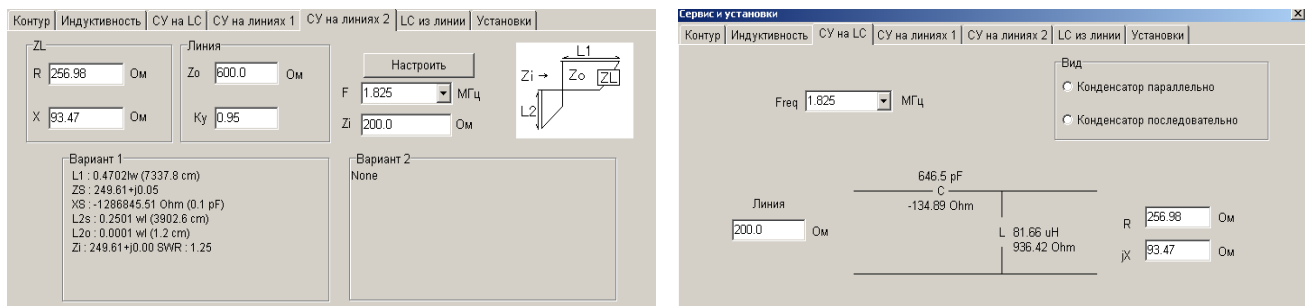 Контур Индуктивность СУ на LC СУ на линиях 1 СУ на линиях 2 LC из линии Установки
ZL
R 256.98 Ом
X 93.47 Ом
Линия
Zo 600.0 Ом
Ку 0.95
Настроить
F 1.825 МГц
Zi 200.0 Ом
L1
Zi → Zo ZL
L2
Вариант 1
L1 : 0.4702lw (7337.8 cm)
ZS : 249.61+j0.05
XS : -1286845.51 Ohm (0.1 pF)
L2s : 0.2501 wl (3902.6 cm)
L2o : 0.0001 wl (1.2 cm)
Zi : 249.61+j0.00 SWR : 1.25
Вариант 2
None
Сервис и установки
Контур Индуктивность СУ на LC СУ на линиях 1 СУ на линиях 2 LC из линии Установки
Freq 1.825 МГц
Вид
Конденсатор параллельно
Конденсатор последовательно
646.5 pF
C
-134.89 Ohm
Линия
200.0 Ом
L 81.66 uH
936.42 Ohm
R 256.98 Ом
jX 93.47 Ом